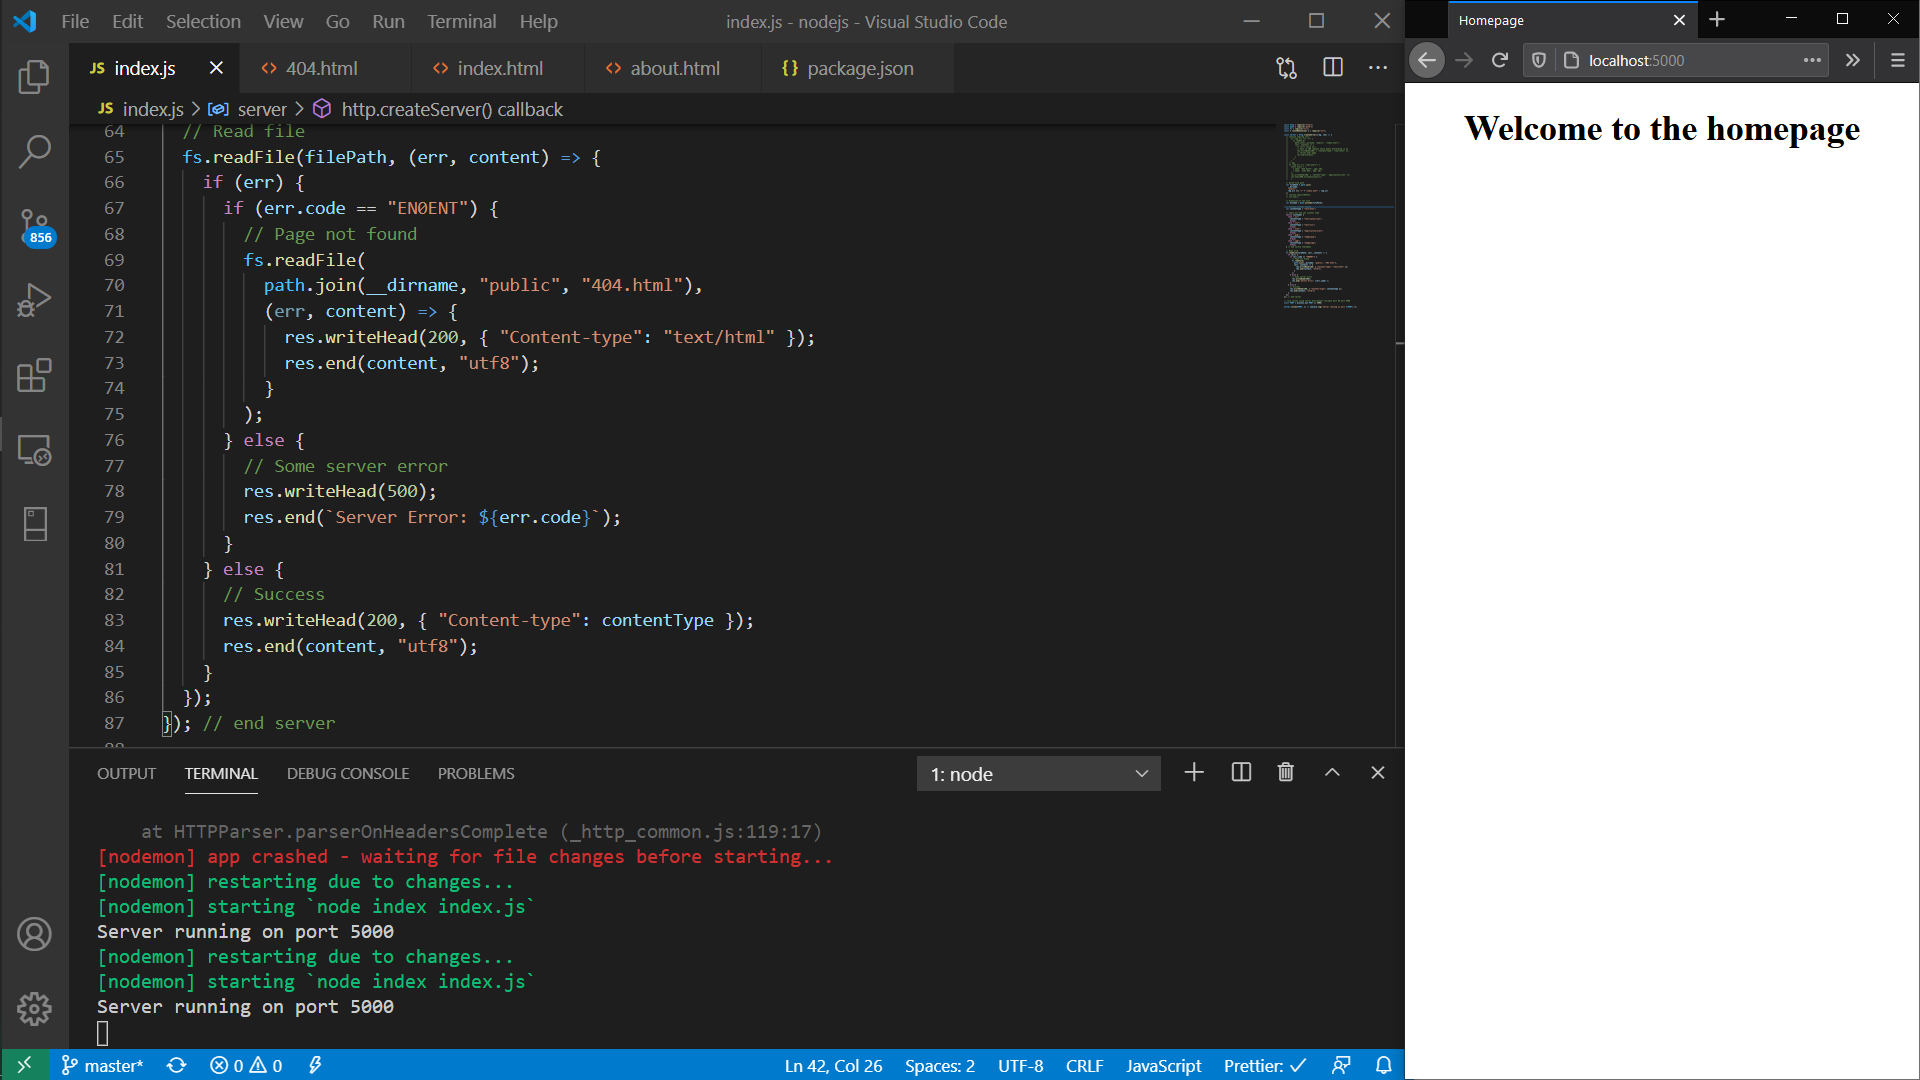 File Edit Selection View Go Run Terminal Help
index.js - nodejs - Visual Studio Code
JS index.js
<> 404.html
<> index.html
<> about.html
{} package.json
JS index.js > server > http.createServer() callback
64 // Read file
65 fs.readFile(filePath, (err, content) => {
66 if (err) {
67 if (err.code == "EN0ENT") {
68 // Page not found
69 fs.readFile(
70 path.join(__dirname, "public", "404.html"),
71 (err, content) => {
72 res.writeHead(200, { "Content-type": "text/html" });
73 res.end(content, "utf8");
74 }
75 );
76 } else {
77 // Some server error
78 res.writeHead(500);
79 res.end(`Server Error: ${err.code}`);
80 }
81 } else {
82 // Success
83 res.writeHead(200, { "Content-type": contentType });
84 res.end(content, "utf8");
85 }
86 });
87 }); // end server
856
OUTPUT TERMINAL DEBUG CONSOLE PROBLEMS
1: node
at HTTPParser.parserOnHeadersComplete (_http_common.js:119:17)
[nodemon] app crashed - waiting for file changes before starting...
[nodemon] restarting due to changes...
[nodemon] starting `node index index.js`
Server running on port 5000
[nodemon] restarting due to changes...
[nodemon] starting `node index index.js`
Server running on port 5000
master* 0 0
Ln 42, Col 26 Spaces: 2 UTF-8 CRLF JavaScript Prettier: ✓
Homepage
localhost:5000
Welcome to the homepage